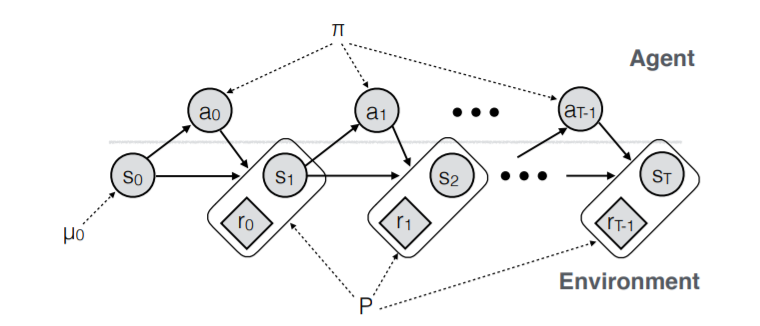 π
Agent
a0
a1
aT-1
s0
s1
s2
sT
r0
r1
rT-1
μ0
Environment
P